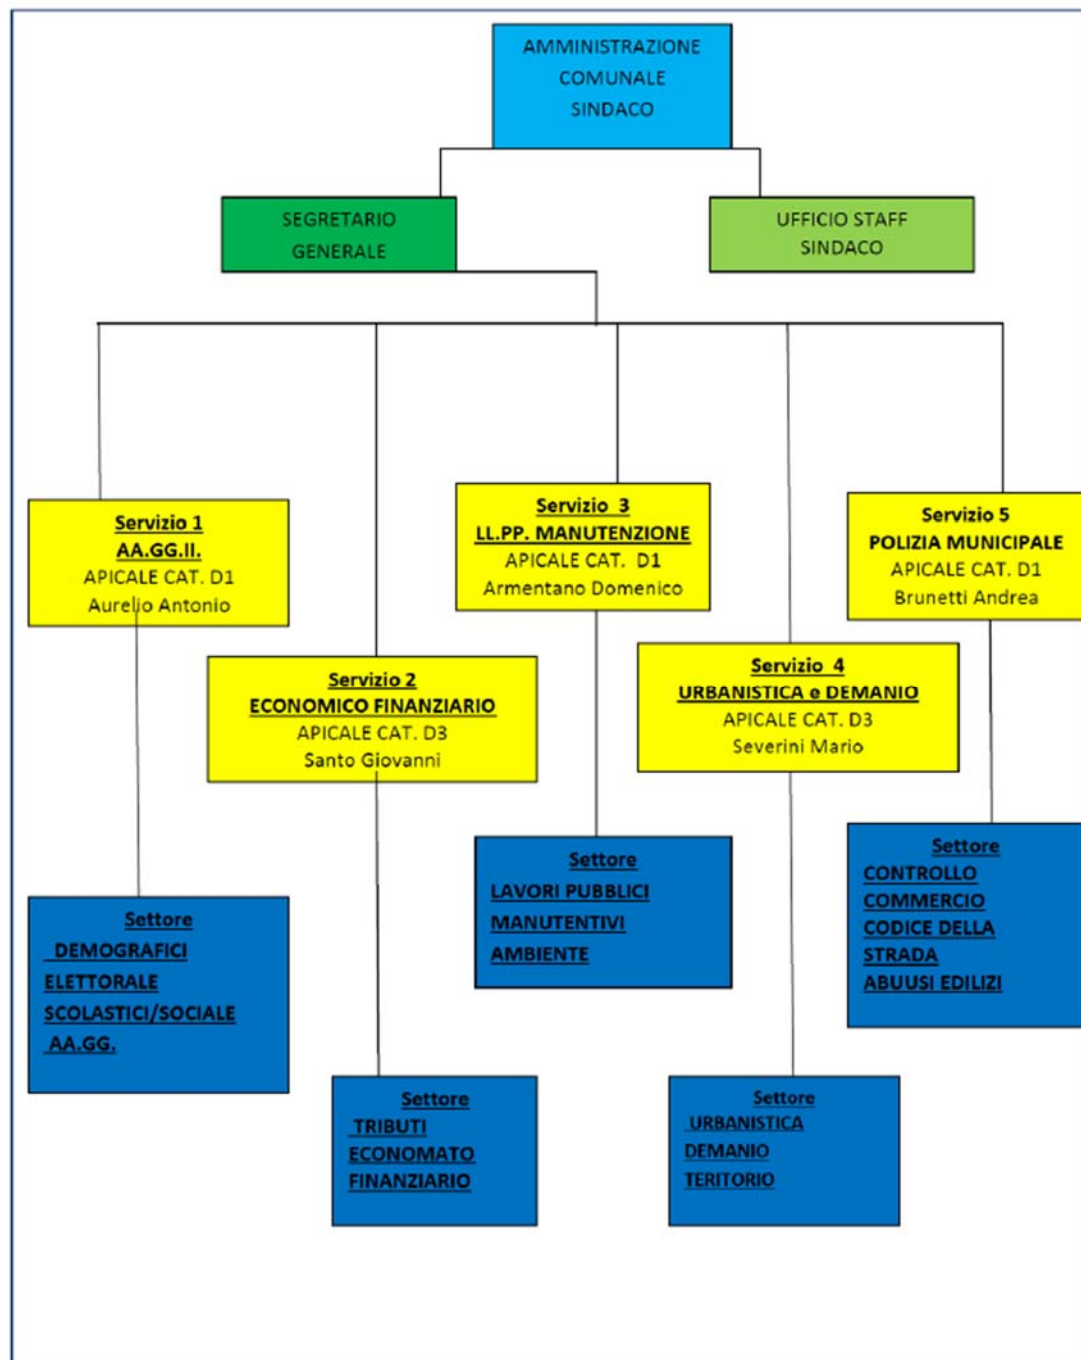 AMMINISTRAZIONE
COMUNALE
SINDACO
SEGRETARIO
GENERALE
UFFICIO STAFF
SINDACO
Servizio 1
AA.GG.II.
APICALE CAT. D1
Aurelio Antonio
Servizio 2
ECONOMICO FINANZIARIO
APICALE CAT. D3
Santo Giovanni
Servizio 3
LL.PP. MANUTENZIONE
APICALE CAT. D1
Armentano Domenico
Servizio 4
URBANISTICA e DEMANIO
APICALE CAT. D3
Severini Mario
Servizio 5
POLIZIA MUNICIPALE
APICALE CAT. D1
Brunetti Andrea
Settore
DEMOGRAFICI
ELETTORALE
SCOLASTICI/SOCIALE
AA.GG.
Settore
TRIBUTI
ECONOMATO
FINANZIARIO
Settore
LAVORI PUBBLICI
MANUTENTIVI
AMBIENTE
Settore
URBANISTICA
DEMANIO
TERITORIO
Settore
CONTROLLO
COMMERCIO
CODICE DELLA
STRADA
ABUUSI EDILIZI